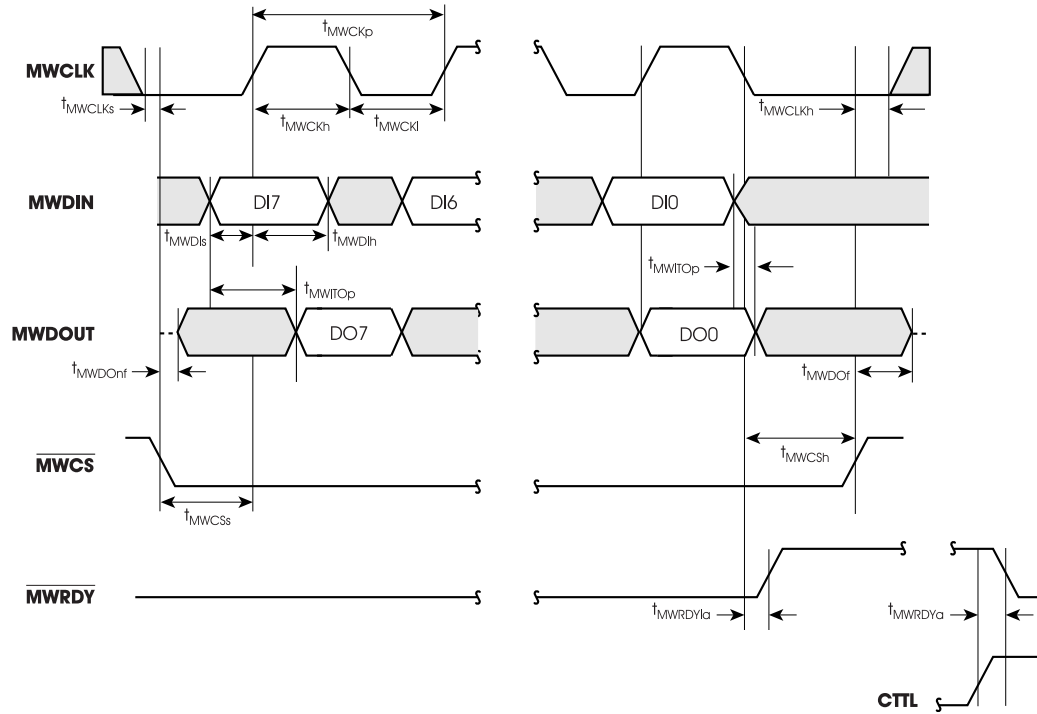 tMWCKp
MWCLK
tMWCLKs
tMWCKh
tMWCKl
tMWCLKh
MWDIN
DI7
DI6
DI0
tMWDIs
tMWDIh
tMWITOp
tMWITOp
MWDOUT
DO7
DO0
tMWDOnf
tMWDOf
MWCS
tMWCSh
tMWCSs
MWRDY
tMWRDYia
tMWRDYa
CTTL